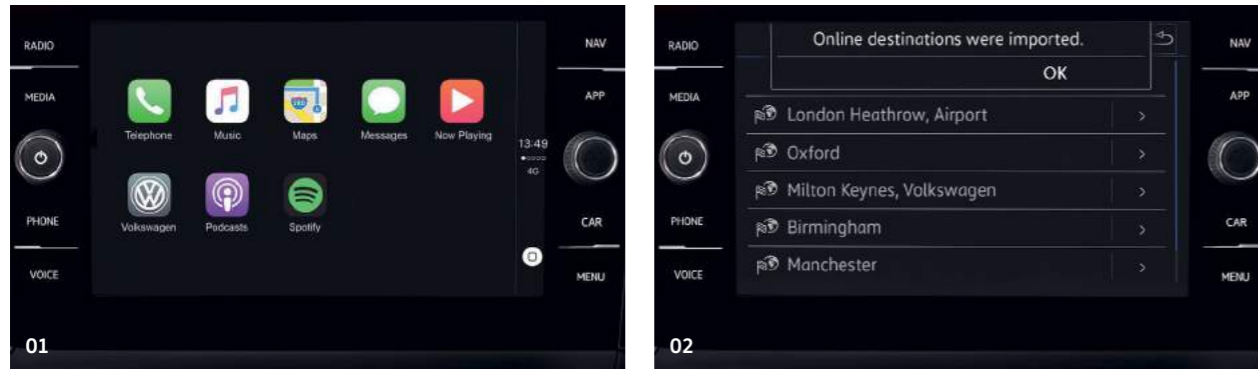 RADIO
MEDIA
PHONE
VOICE
Telephone
Music
Maps
Messages
Now Playing
Volkswagen
Podcasts
Spotify
13:49
4G
NAV
APP
CAR
MENU
01
RADIO
MEDIA
PHONE
VOICE
Online destinations were imported.
OK
London Heathrow, Airport
Oxford
Milton Keynes, Volkswagen
Birmingham
Manchester
NAV
APP
CAR
MENU
02